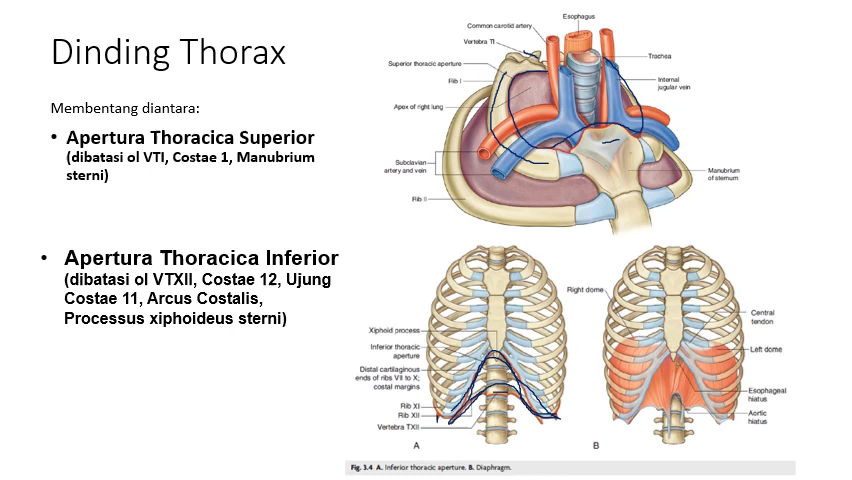 Dinding Thorax
Membentang diantara:
• Apertura Thoracica Superior
(dibatasi ol VTI, Costae 1, Manubrium
sterni)
• Apertura Thoracica Inferior
(dibatasi ol VTXII, Costae 12, Ujung
Costae 11, Arcus Costalis,
Processus xiphoideus sterni)
Esophagus
Common carotid artery
Vertebra TI
Superior thoracic aperture
Rib I
Apex of right lung
Subclavian
artery and vein
Rib II
Trachea
Internal
jugular vein
Manubrium
of sternum
Xiphoid process
Inferior thoracic
aperture
Distal cartilaginous
ends of ribs VII to X;
costal margins
Rib XI
Rib XII
Vertebra TXII
A
Right dome
Central
tendon
Left dome
Esophageal
hiatus
Aortic
hiatus
B
Fig. 3.4 A. Inferior thoracic aperture. B. Diaphragm.